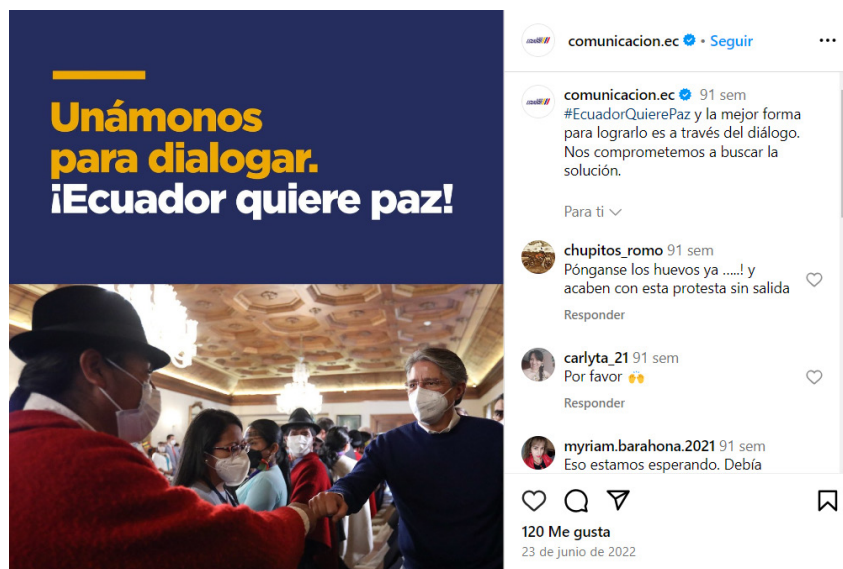 Unámonos
para dialogar.
¡Ecuador quiere paz!
comunicacion.ec • Seguir
comunicacion.ec 91 sem
#EcuadorQuierePaz y la mejor forma
para lograrlo es a través del diálogo.
Nos comprometemos a buscar la
solución.
Para ti
chupitos_romo 91 sem
Pónganse los huevos ya .....! y
acaben con esta protesta sin salida
Responder
carlyta_21 91 sem
Por favor 🙌
Responder
myriam.barahona.2021 91 sem
Eso estamos esperando. Debía
120 Me gusta
23 de junio de 2022